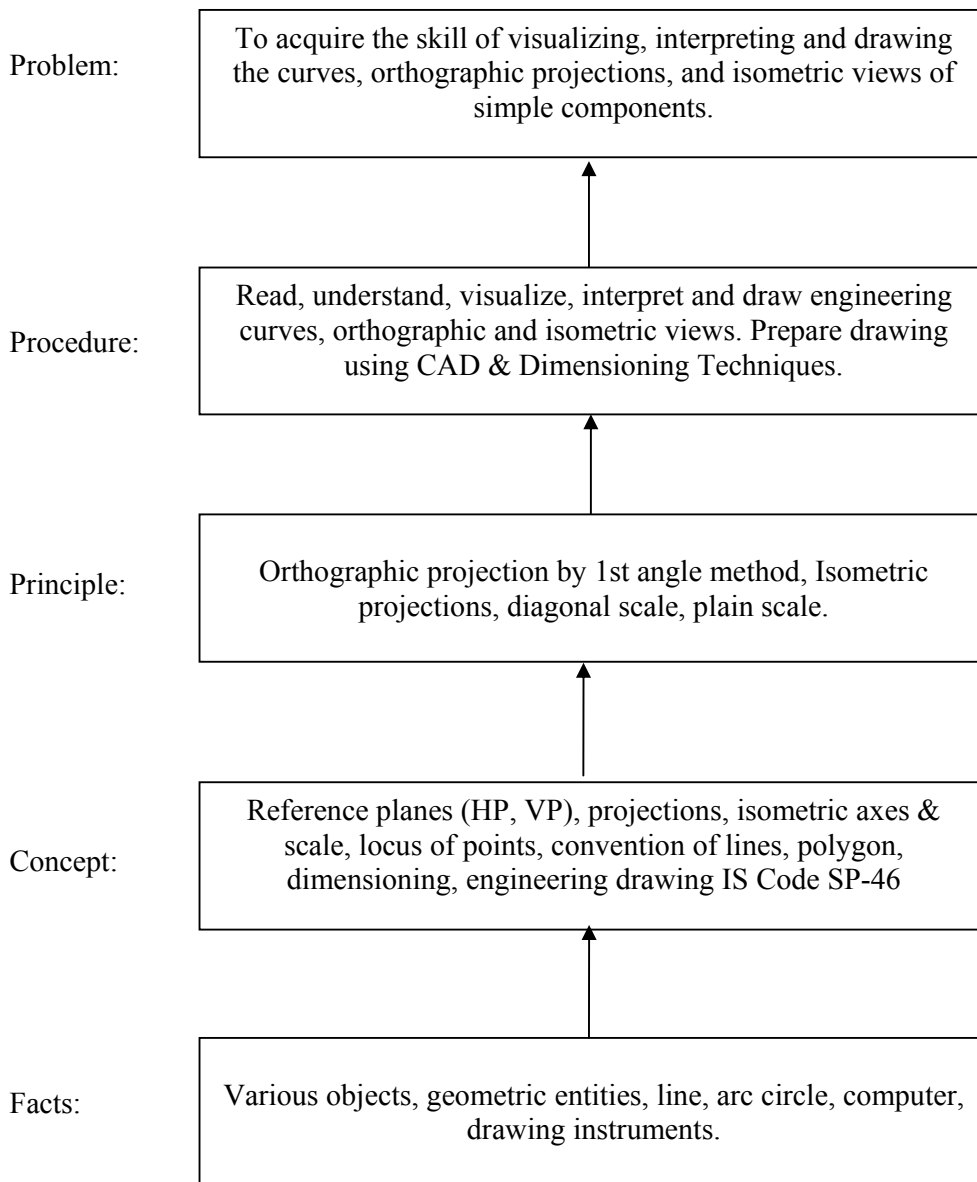 Problem:
To acquire the skill of visualizing, interpreting and drawing
the curves, orthographic projections, and isometric views of
simple components.
Procedure:
Read, understand, visualize, interpret and draw engineering
curves, orthographic and isometric views. Prepare drawing
using CAD & Dimensioning Techniques.
Principle:
Orthographic projection by 1st angle method, Isometric
projections, diagonal scale, plain scale.
Concept:
Reference planes (HP, VP), projections, isometric axes &
scale, locus of points, convention of lines, polygon,
dimensioning, engineering drawing IS Code SP-46
Facts:
Various objects, geometric entities, line, arc circle, computer,
drawing instruments.